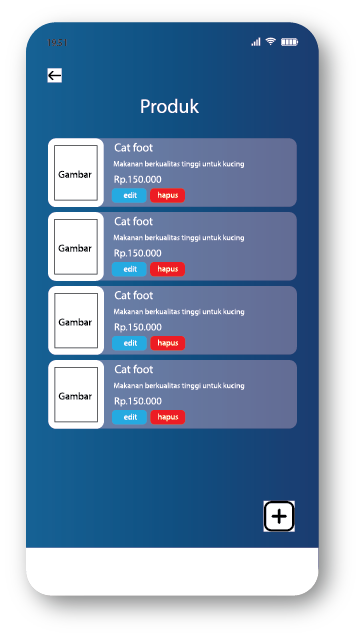 19:31
Produk
Cat foot
Makanan berkualitas tinggi untuk kucing
Gambar
Rp.150.000
edit hapus
Cat foot
Makanan berkualitas tinggi untuk kucing
Gambar
Rp.150.000
edit hapus
Cat foot
Makanan berkualitas tinggi untuk kucing
Gambar
Rp.150.000
edit hapus
Cat foot
Makanan berkualitas tinggi untuk kucing
Gambar
Rp.150.000
edit hapus